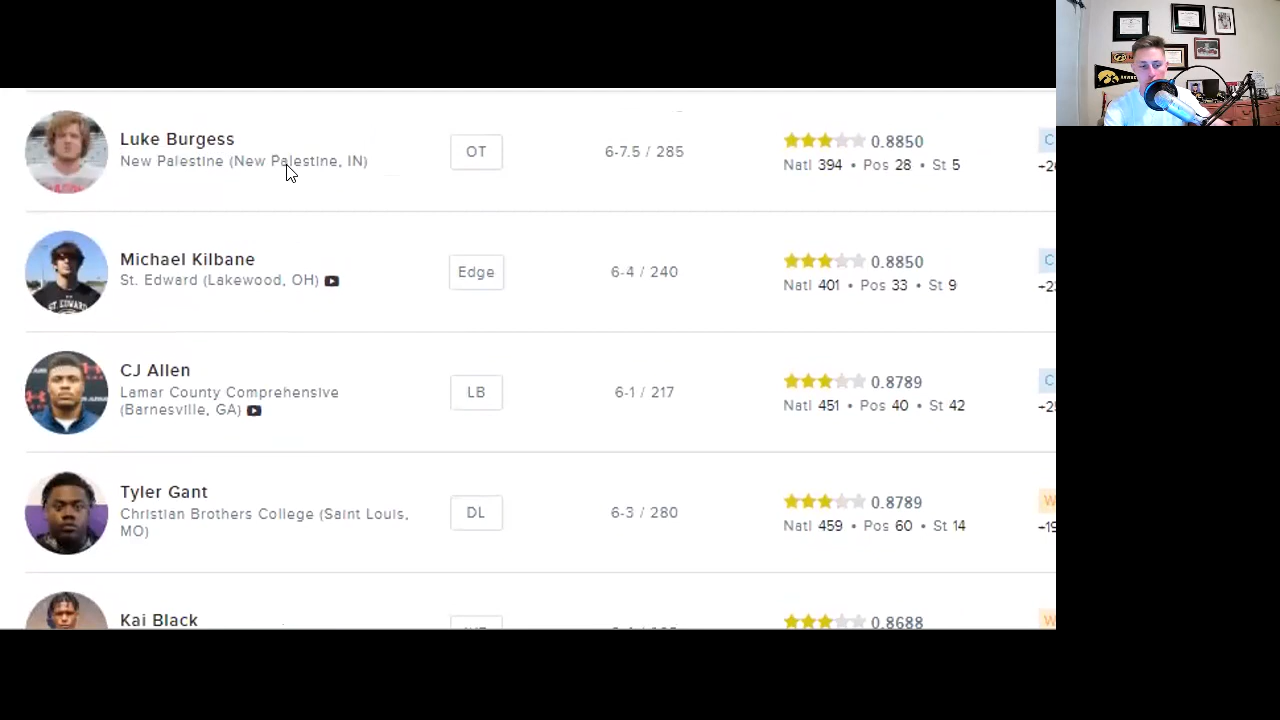 Luke Burgess
New Palestine (New Palestine, IN)
OT
6-7.5 / 285
0.8850
Natl 394 • Pos 28 • St 5
C
Michael Kilbane
St. Edward (Lakewood, OH)
Edge
6-4 / 240
0.8850
Natl 401 • Pos 33 • St 9
C
CJ Allen
Lamar County Comprehensive
(Barnesville, GA)
LB
6-1 / 217
0.8789
Natl 451 • Pos 40 • St 42
C
Tyler Gant
Christian Brothers College (Saint Louis,
MO)
DL
6-3 / 280
0.8789
Natl 459 • Pos 60 • St 14
W
Kai Black
0.8688
W